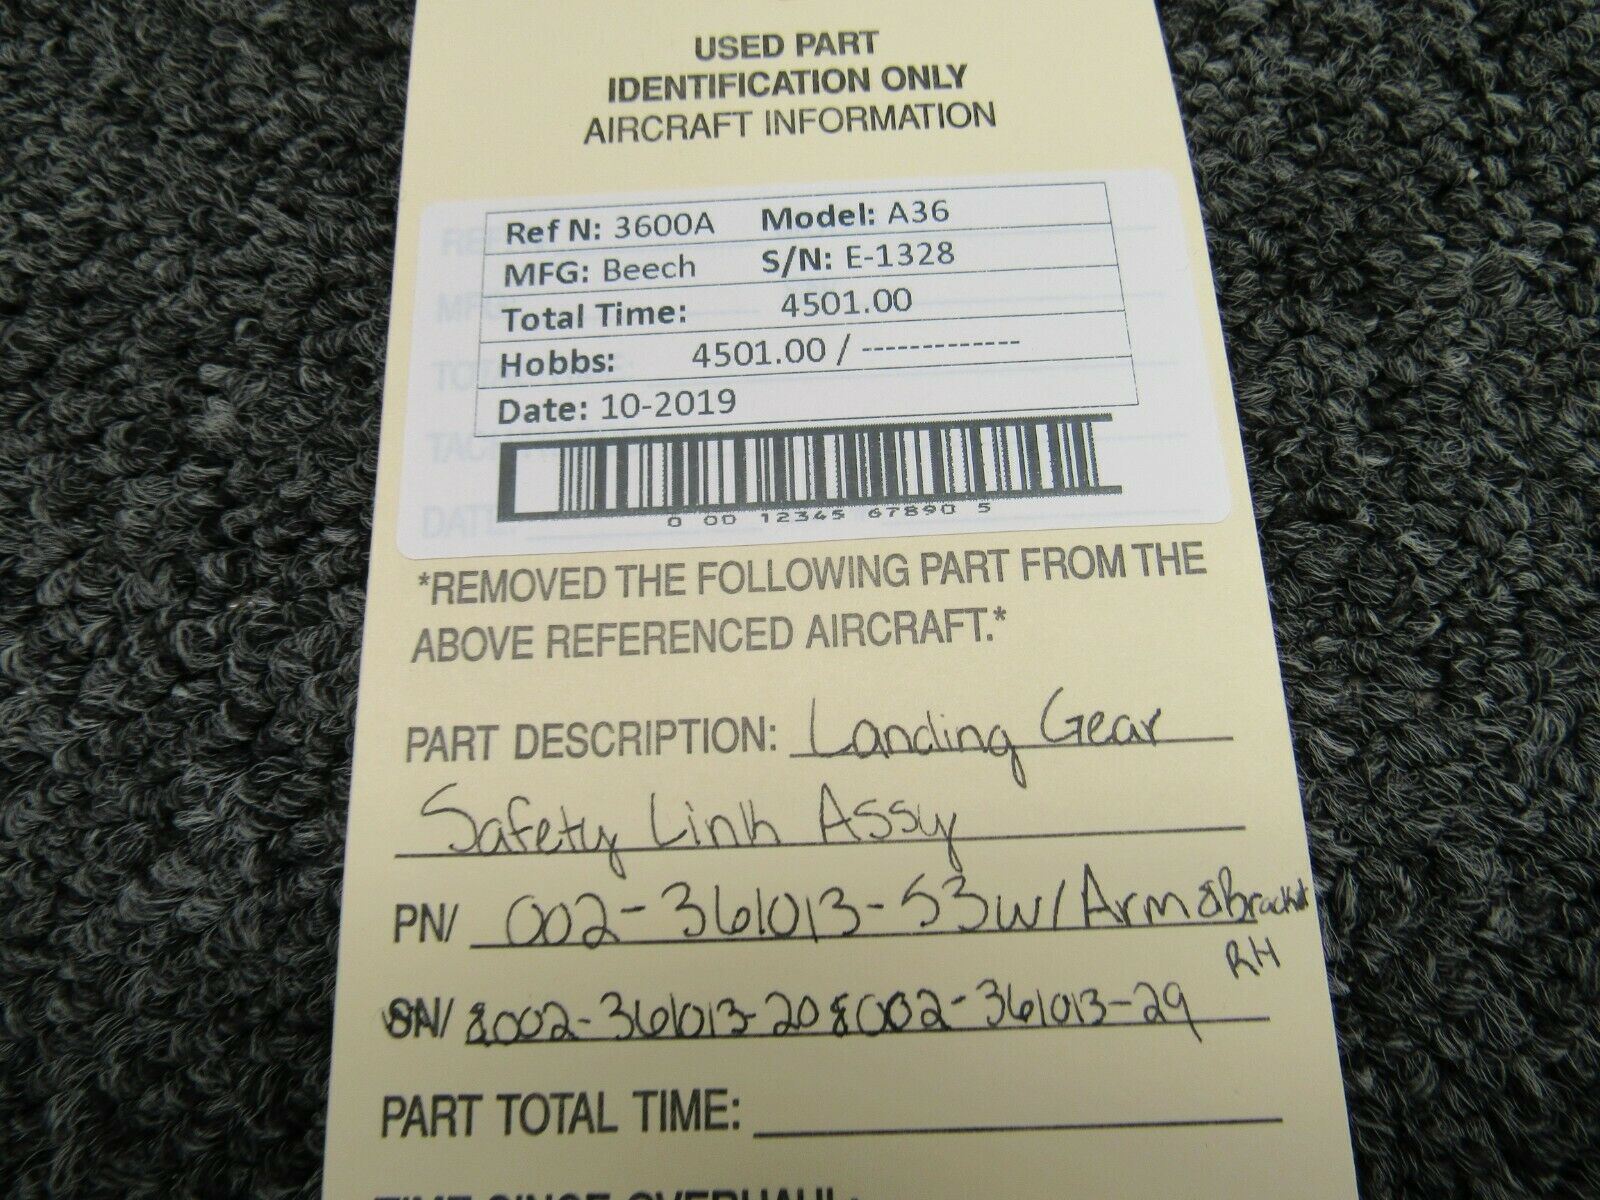 USED PART
IDENTIFICATION ONLY
AIRCRAFT INFORMATION
Ref N: 3600A Model: A36
MFG: Beech S/N: E-1328
Total Time: 4501.00
Hobbs: 4501.00 / -------------
Date: 10-2019
0 00 12345 67890 5
*REMOVED THE FOLLOWING PART FROM THE
ABOVE REFERENCED AIRCRAFT.*
PART DESCRIPTION: Landing Gear
Safety Link Assy
PN/ 002-361013-53 w/ Arm & Bracket
RH
SN/ & 002-361013-20 & 002-361013-29
PART TOTAL TIME:
TIME SINCE OVERHAUL: